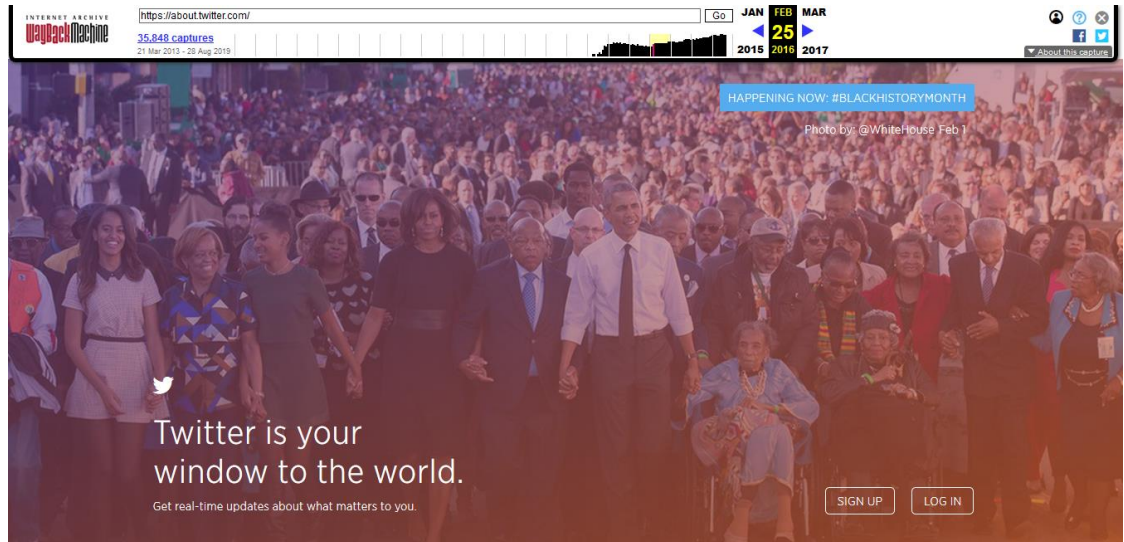 INTERNET ARCHIVE
WayBackMachine
https://about.twitter.com/
Go
JAN FEB MAR
35,848 captures
25
21 Mar 2013 - 28 Aug 2019
2015 2016 2017
▼ About this capture
HAPPENING NOW: #BLACKHISTORYMONTH
Photo by: @WhiteHouse Feb 1
Twitter is your
window to the world.
Get real-time updates about what matters to you.
SIGN UP
LOG IN